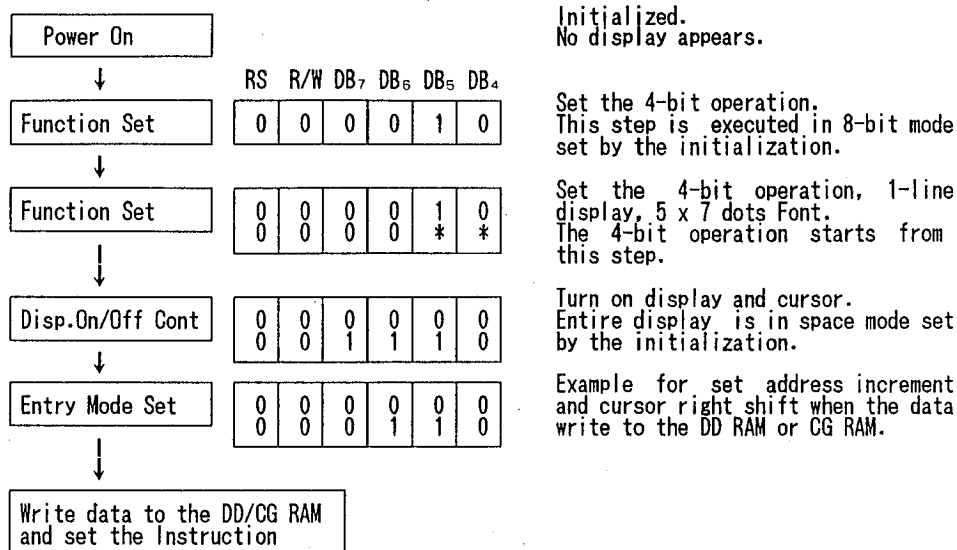 Power On
Initialized.
No display appears.
RS R/W DB₇ DB₆ DB₅ DB₄
Function Set
0 0 0 0 1 0
Set the 4-bit operation.
This step is executed in 8-bit mode
set by the initialization.
Function Set
0 0 0 0 1 0
0 0 0 0 * *
Set the 4-bit operation, 1-line
display, 5 x 7 dots Font.
The 4-bit operation starts from
this step.
Disp.On/Off Cont
0 0 0 0 0 0
0 0 1 1 1 0
Turn on display and cursor.
Entire display is in space mode set
by the initialization.
Entry Mode Set
0 0 0 0 0 0
0 0 0 1 1 0
Example for set address increment
and cursor right shift when the data
write to the DD RAM or CG RAM.
Write data to the DD/CG RAM
and set the Instruction